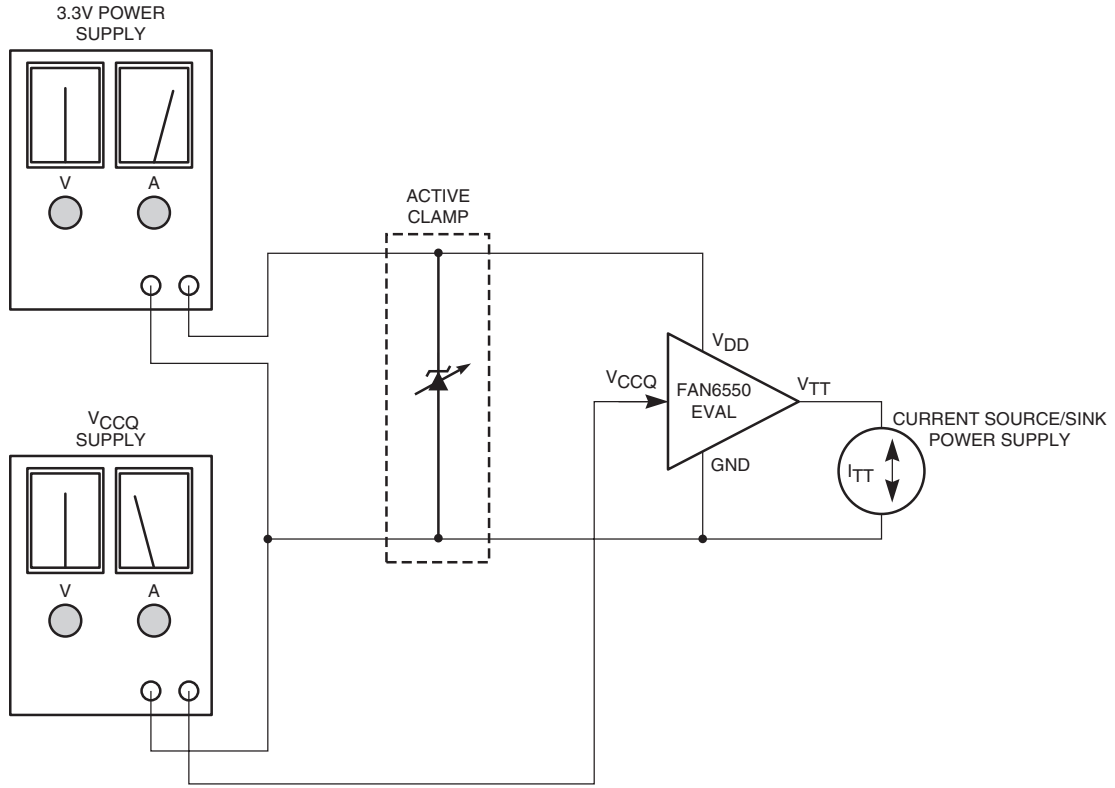 3.3V POWER
SUPPLY
V
A
ACTIVE
CLAMP
VDD
VCCQ
FAN6550
EVAL
VTT
GND
CURRENT SOURCE/SINK
POWER SUPPLY
ITT
VCCQ
SUPPLY
V
A